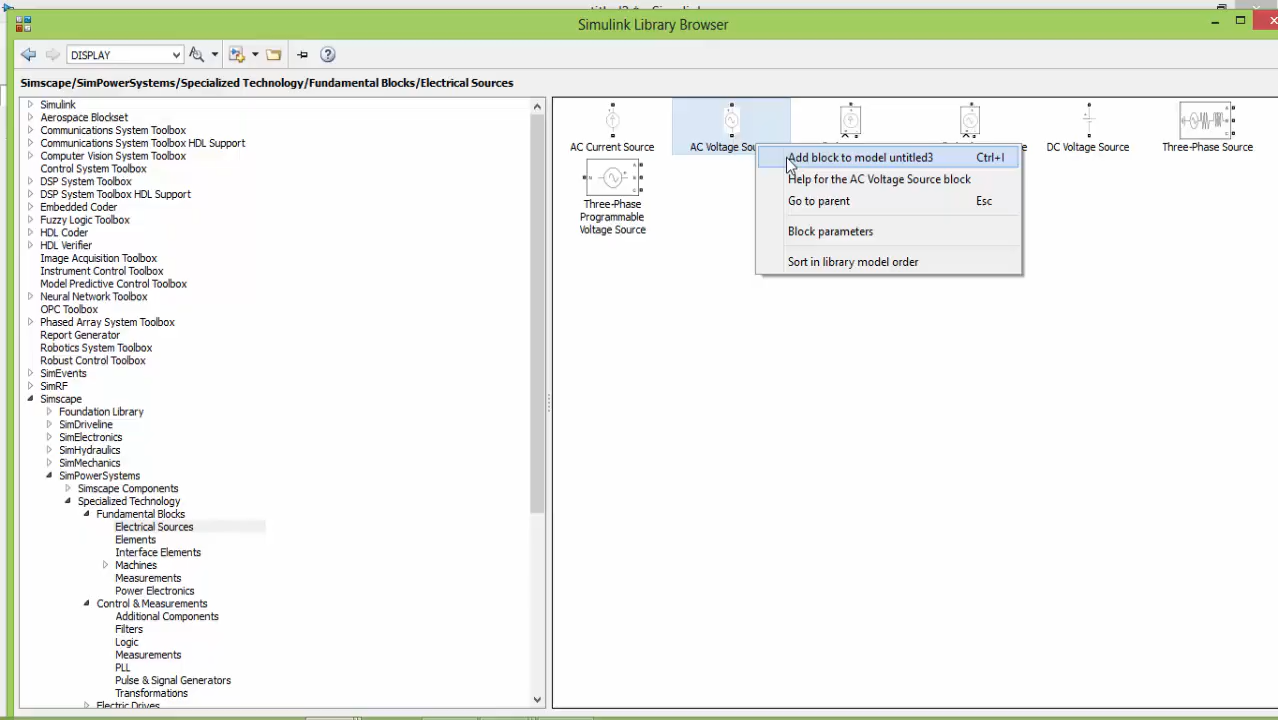 Simulink Library Browser
DISPLAY
Simscape/SimPowerSystems/Specialized Technology/Fundamental Blocks/Electrical Sources
Simulink
Aerospace Blockset
Communications System Toolbox
Communications System Toolbox HDL Support
Computer Vision System Toolbox
Control System Toolbox
DSP System Toolbox
DSP System Toolbox HDL Support
Embedded Coder
Fuzzy Logic Toolbox
HDL Coder
HDL Verifier
Image Acquisition Toolbox
Instrument Control Toolbox
Model Predictive Control Toolbox
Neural Network Toolbox
OPC Toolbox
Phased Array System Toolbox
Report Generator
Robotics System Toolbox
Robust Control Toolbox
SimEvents
SimRF
Simscape
Foundation Library
SimDriveline
SimElectronics
SimHydraulics
SimMechanics
SimPowerSystems
Simscape Components
Specialized Technology
Fundamental Blocks
Electrical Sources
Elements
Interface Elements
Machines
Measurements
Power Electronics
Control & Measurements
Additional Components
Filters
Logic
Measurements
PLL
Pulse & Signal Generators
Transformations
Electric Drives
AC Current Source
AC Voltage
DC Voltage Source
Three-Phase Source
Three-Phase
Programmable
Voltage Source
Add block to model untitled3 Ctrl+I
Help for the AC Voltage Source block
Go to parent Esc
Block parameters
Sort in library model order